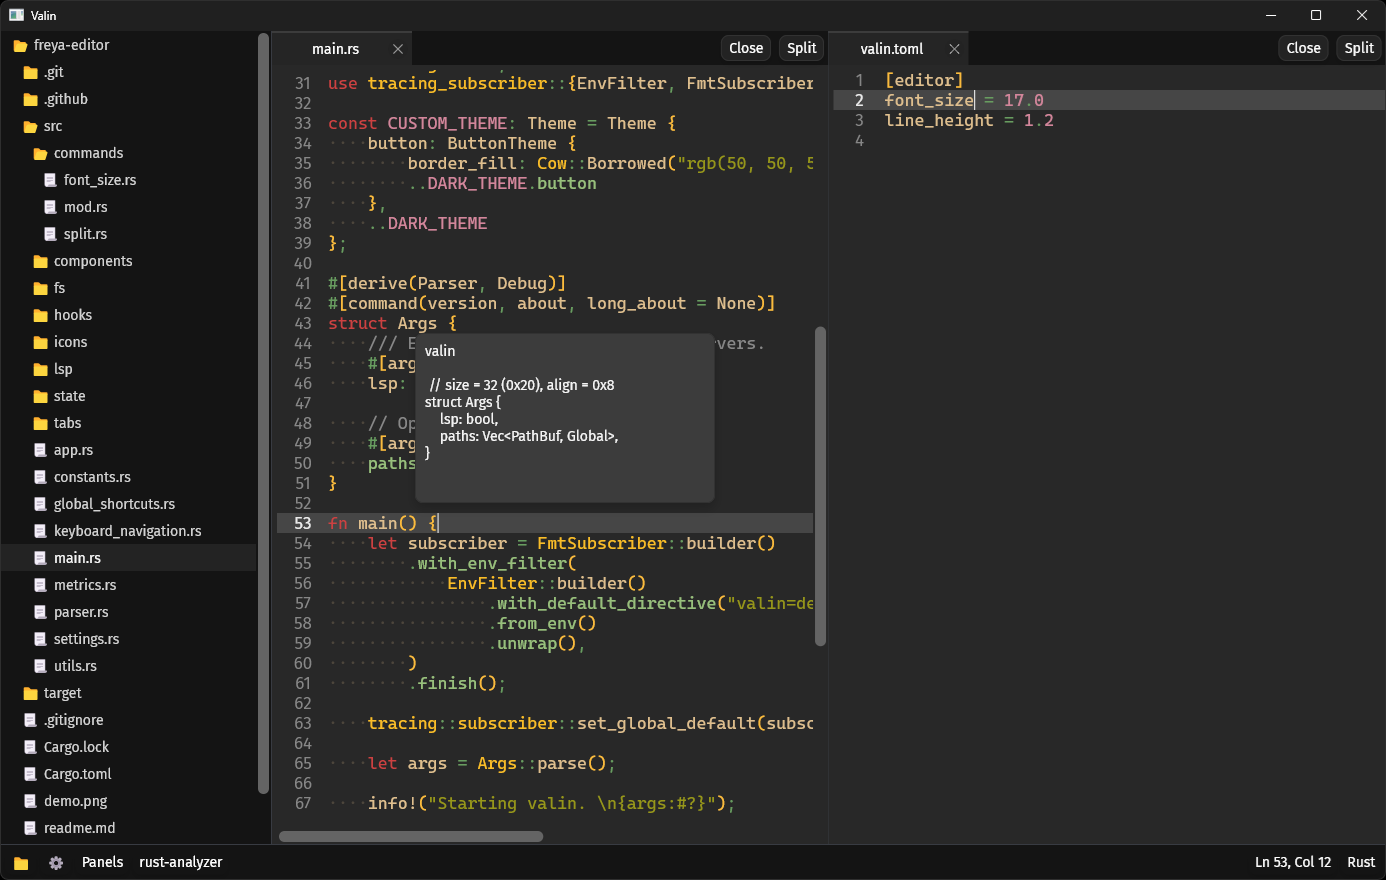 Valin
freya-editor
.git
.github
src
commands
font_size.rs
mod.rs
split.rs
components
fs
hooks
icons
lsp
state
tabs
app.rs
constants.rs
global_shortcuts.rs
keyboard_navigation.rs
main.rs
metrics.rs
parser.rs
settings.rs
utils.rs
target
.gitignore
Cargo.lock
Cargo.toml
demo.png
readme.md
main.rs
Close
Split
31 use tracing_subscriber::{EnvFilter, FmtSubscriber
32
33 const CUSTOM_THEME: Theme = Theme {
34 ····button: ButtonTheme {
35 ········border_fill: Cow::Borrowed("rgb(50, 50, 5
36 ········..DARK_THEME.button
37 ····},
38 ····..DARK_THEME
39 };
40
41 #[derive(Parser, Debug)]
42 #[command(version, about, long_about = None)]
43 struct Args {
44 ····/// E vers.
45 ····#[arg
46 ····lsp:
47
48 ····// Op
49 ····#[arg
50 ····paths
51 }
52
53 fn main() {
54 ····let subscriber = FmtSubscriber::builder()
55 ········.with_env_filter(
56 ············EnvFilter::builder()
57 ················.with_default_directive("valin=de
58 ················.from_env()
59 ················.unwrap(),
60 ········)
61 ········.finish();
62
63 ····tracing::subscriber::set_global_default(subsc
64
65 ····let args = Args::parse();
66
67 ····info!("Starting valin. \n{args:#?}");
valin
// size = 32 (0x20), align = 0x8
struct Args {
lsp: bool,
paths: Vec<PathBuf, Global>,
}
valin.toml
Close
Split
1 [editor]
2 font_size = 17.0
3 line_height = 1.2
4
Panels
rust-analyzer
Ln 53, Col 12
Rust